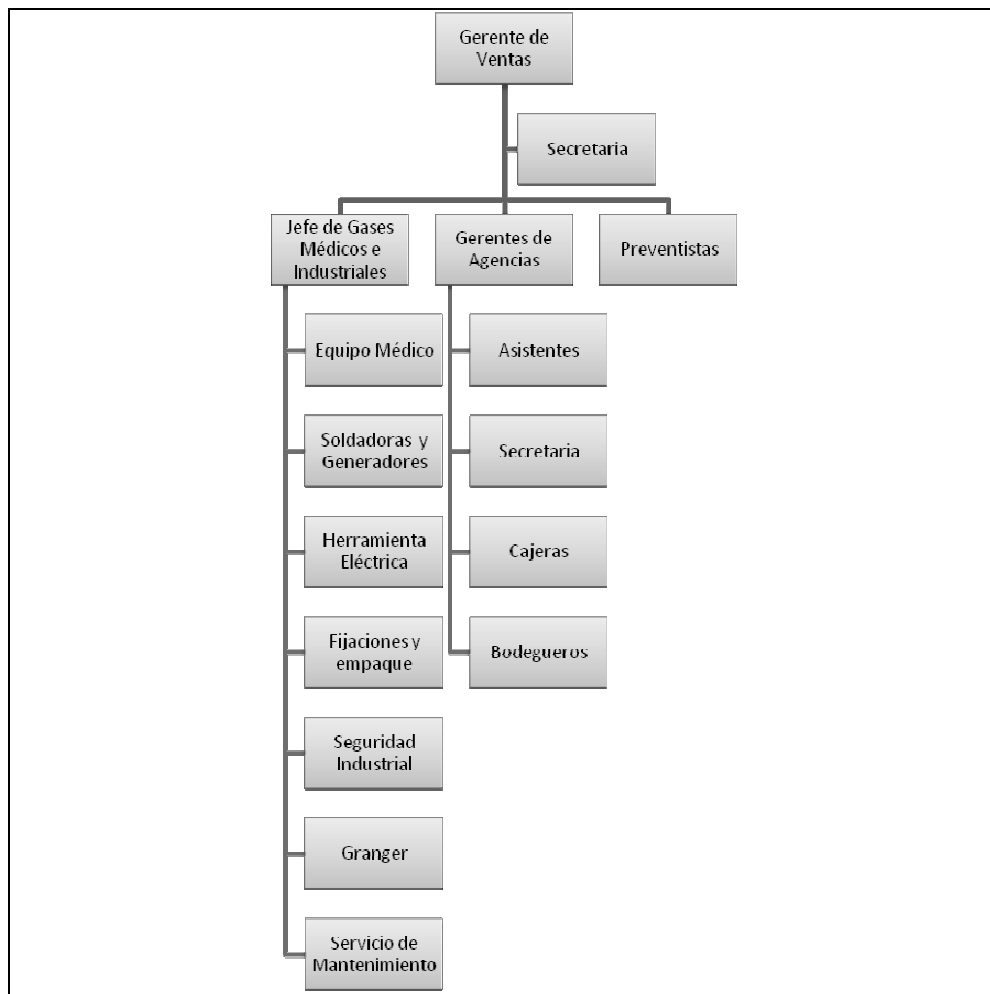 Gerente de
Ventas
Secretaria
Jefe de Gases
Médicos e
Industriales
Gerentes de
Agencias
Preventistas
Equipo Médico
Asistentes
Soldadoras y
Generadores
Secretaria
Herramienta
Eléctrica
Cajeras
Fijaciones y
empaque
Bodegueros
Seguridad
Industrial
Granger
Servicio de
Mantenimiento